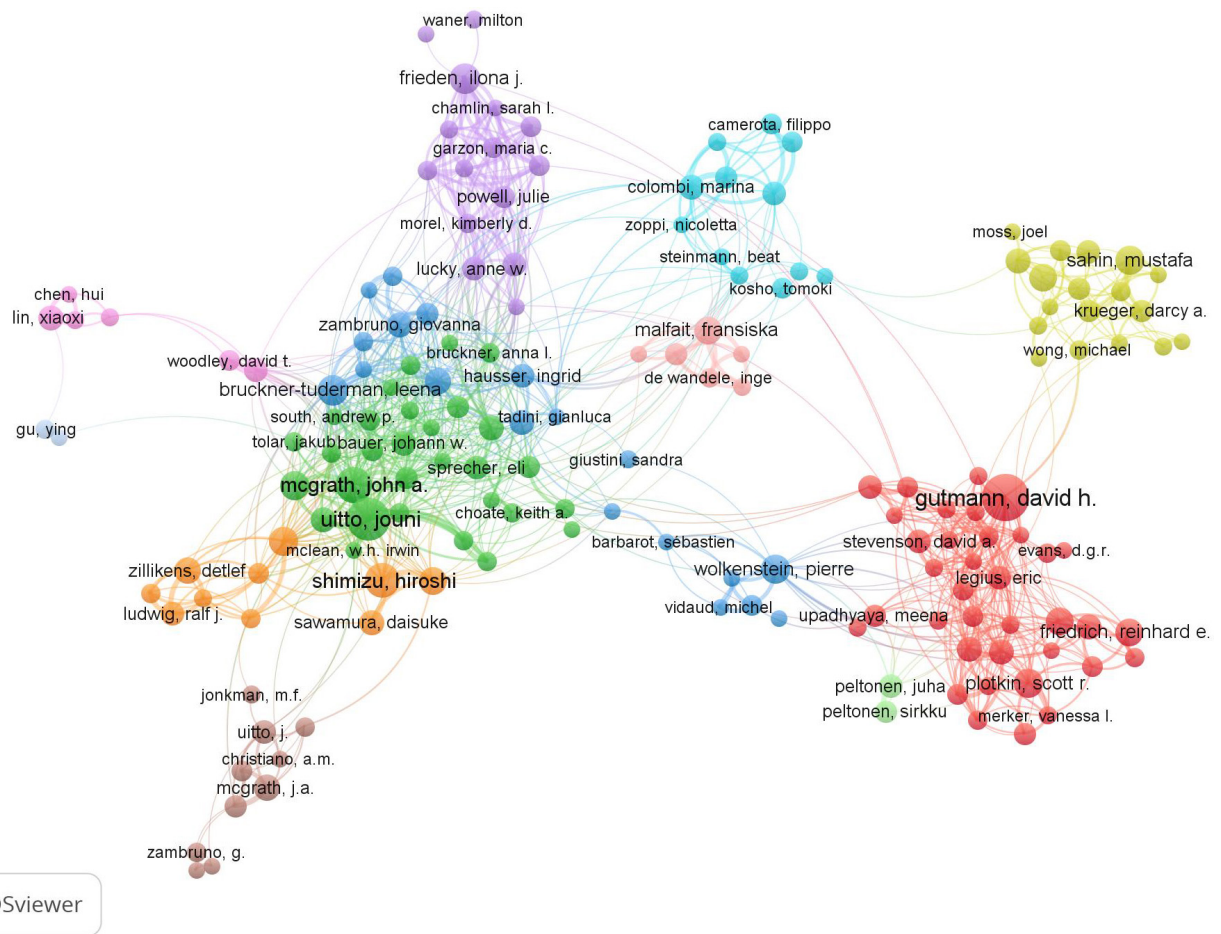 waner, milton
frieden, ilona j.
chamlin, sarah l.
garzon, maria c.
powell, julie
morel, kimberly d.
lucky, anne w.
camerota, filippo
colombi, marina
zoppi, nicoletta
steinmann, beat
kosho, tomoki
moss, joel
sahin, mustafa
krueger, darcy a.
wong, michael
chen, hui
lin, xiaoxi
woodley, david t.
gu, ying
zambruno, giovanna
bruckner, anna l.
hausser, ingrid
bruckner-tuderman, leena
south, andrew p.
tadini, gianluca
tolar, jakub
bauer, johann w.
sprecher, eli
giustini, sandra
malfait, fransiska
de wandele, inge
mcgrath, john a.
uitto, jouni
choate, keith a.
mclean, w.h. irwin
shimizu, hiroshi
zillikens, detlef
ludwig, ralf j.
sawamura, daisuke
barbarot, sébastien
wolkenstein, pierre
vidaud, michel
gutmann, david h.
stevenson, david a.
evans, d.g.r.
legius, eric
upadhyaya, meena
friedrich, reinhard e.
plotkin, scott r.
merker, vanessa l.
peltonen, juha
peltonen, sirkku
jonkman, m.f.
uitto, j.
christiano, a.m.
mcgrath, j.a.
zambruno, g.
Sviewer